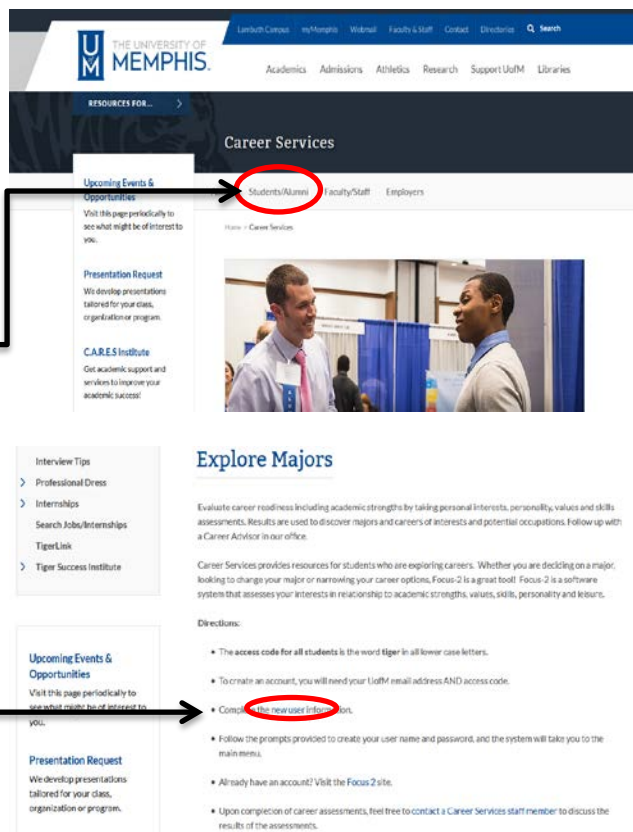 Lambuth Campus myMemphis Webmail Faculty & Staff Contact Directories Search
UM
THE UNIVERSITY OF
MEMPHIS.
Academics Admissions Athletics Research Support UofM Libraries
RESOURCES FOR...
Career Services
Students/Alumni Faculty/Staff Employers
Home > Career Services
Upcoming Events &
Opportunities
Visit this page periodically to
see what might be of interest to
you.
Presentation Request
We develop presentations
tailored for your class,
organization or program.
C.A.R.E.S Institute
Get academic support and
services to improve your
academic success!
Interview Tips
Professional Dress
Internships
Search Jobs/Internships
TigerLink
Tiger Success Institute
Upcoming Events &
Opportunities
Visit this page periodically to
see what might be of interest to
you.
Presentation Request
We develop presentations
tailored for your class,
organization or program.
Explore Majors
Evaluate career readiness including academic strengths by taking personal interests, personality, values and skills
assessments. Results are used to discover majors and careers of interests and potential occupations. Follow up with
a Career Advisor in our office.
Career Services provides resources for students who are exploring careers. Whether you are deciding on a major,
looking to change your major or narrowing your career options, Focus-2 is a great tool! Focus-2 is a software
system that assesses your interests in relationship to academic strengths, values, skills, personality and leisure.
Directions:
• The access code for all students is the word tiger in all lower case letters.
• To create an account, you will need your UofM email address AND access code.
• Complete the new user information.
• Follow the prompts provided to create your user name and password, and the system will take you to the
main menu.
• Already have an account? Visit the Focus 2 site.
• Upon completion of career assessments, feel free to contact a Career Services staff member to discuss the
results of the assessments.